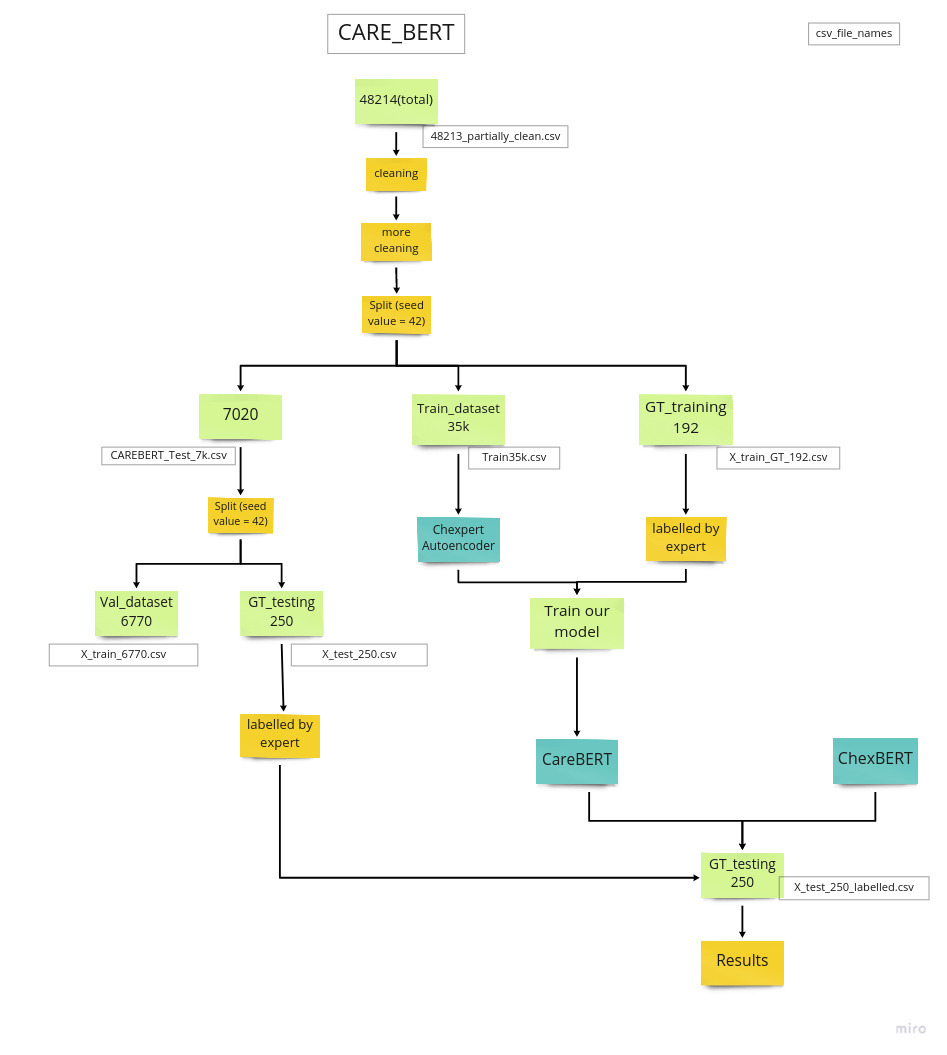 CARE_BERT
csv_file_names
48214(total)
48213_partially_clean.csv
cleaning
more
cleaning
Split (seed
value = 42)
7020
CAREBERT_Test_7k.csv
Train_dataset
35k
Train35k.csv
GT_training
192
X_train_GT_192.csv
Split (seed
value = 42)
Chexpert
Autoencoder
labelled by
expert
Val_dataset
6770
X_train_6770.csv
GT_testing
250
X_test_250.csv
Train our
model
labelled by
expert
CareBERT
ChexBERT
GT_testing
250
X_test_250_labelled.csv
Results
miro